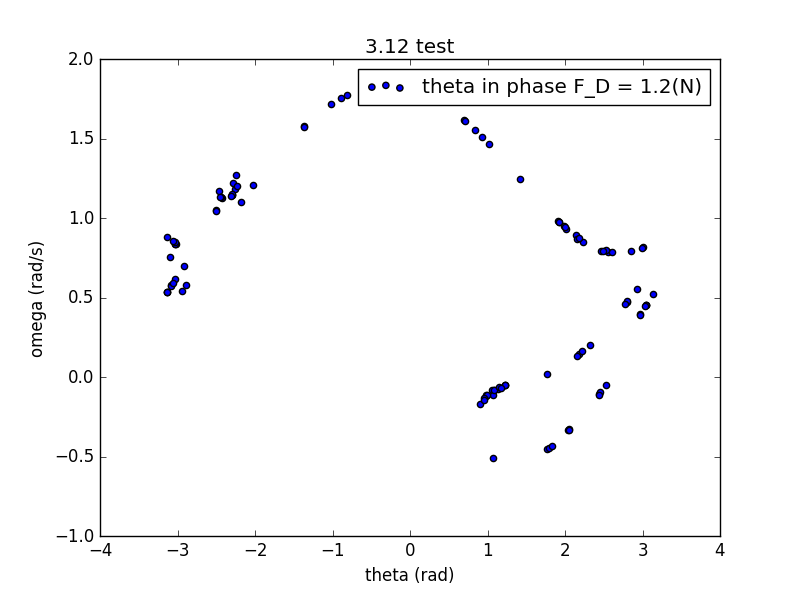 3.12 test
theta in phase F_D = 1.2(N)
2.0
1.5
1.0
0.5
0.0
−0.5
−1.0
omega (rad/s)
−4 −3 −2 −1 0 1 2 3 4
theta (rad)